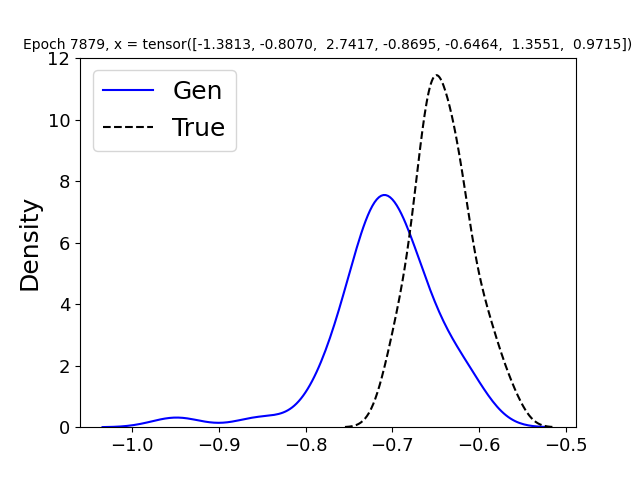 Epoch 7879, x = tensor([-1.3813, -0.8070,  2.7417, -0.8695, -0.6464,  1.3551,  0.9715])
12
10
8
6
4
2
0
Density
Gen
True
−1.0 −0.9 −0.8 −0.7 −0.6 −0.5